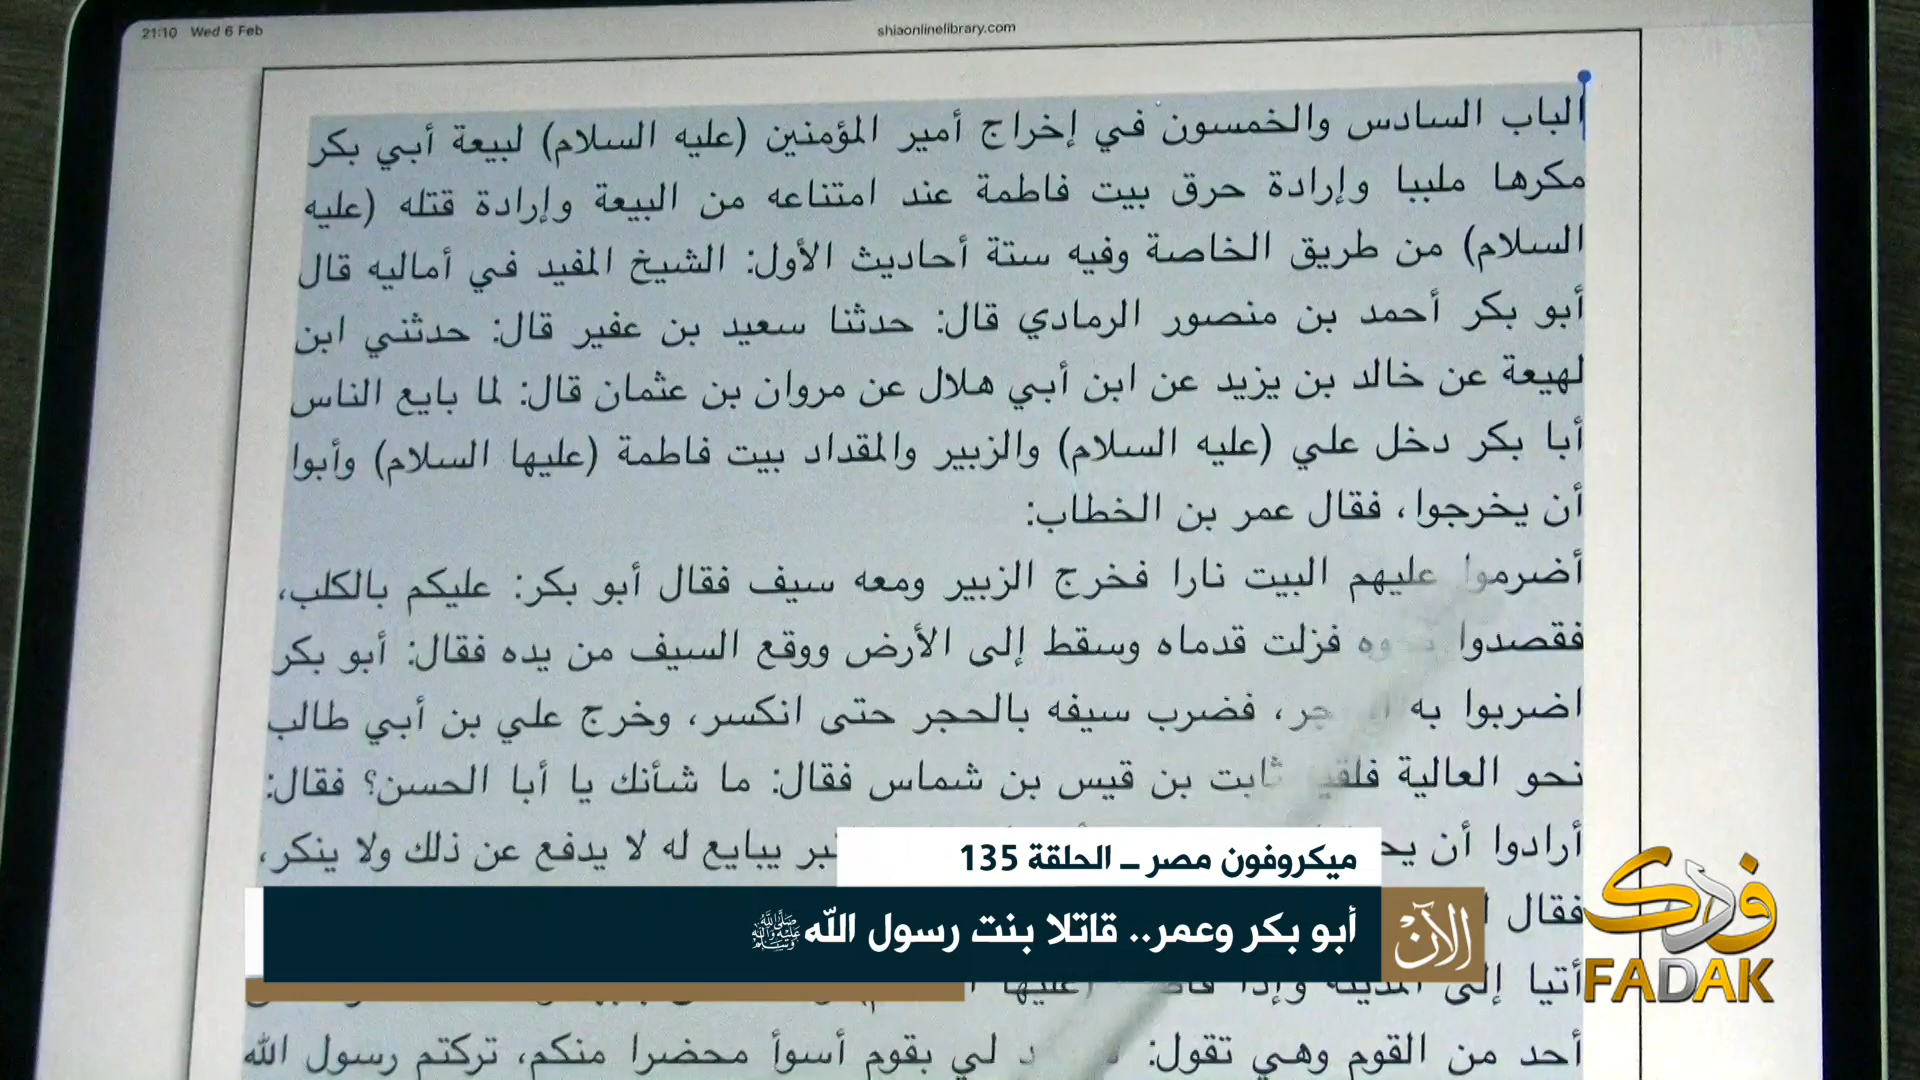 21:10 Wed 6 Feb
shiaonlinelibrary.com
الباب السادس والخمسون في إخراج أمير المؤمنين (عليه السلام) لبيعة أبي بكر
مكرها ملببا وإرادة حرق بيت فاطمة عند امتناعه من البيعة وإرادة قتله (عليه
السلام) من طريق الخاصة وفيه ستة أحاديث الأول: الشيخ المفيد في أماليه قال
أبو بكر أحمد بن منصور الرمادي قال: حدثنا سعيد بن عفير قال: حدثني ابن
لهيعة عن خالد بن يزيد عن ابن أبي هلال عن مروان بن عثمان قال: لما بايع الناس
أبا بكر دخل علي (عليه السلام) والزبير والمقداد بيت فاطمة (عليها السلام) وأبوا
أن يخرجوا، فقال عمر بن الخطاب:
أضرموا عليهم البيت نارا فخرج الزبير ومعه سيف فقال أبو بكر: عليكم بالكلب،
فقصدوا فزلت قدماه وسقط إلى الأرض ووقع السيف من يده فقال: أبو بكر
اضربوا به فضرب سيفه بالحجر حتى انكسر، وخرج علي بن أبي طالب
نحو العالية فلقيه ثابت بن قيس بن شماس فقال: ما شأنك يا أبا الحسن؟ فقال:
أرادوا أن يبايع له لا يدفع عن ذلك ولا ينكر،
فقال
أتيا إلى المدينة وإذا
أحد من القوم وهي تقول: لي بقوم أسوأ محضرا منكم، تركتم رسول الله
ميكروفون مصر ـ الحلقة 135
الآن
أبو بكر وعمر.. قاتلا بنت رسول الله ﷺ
فدك
FADAK